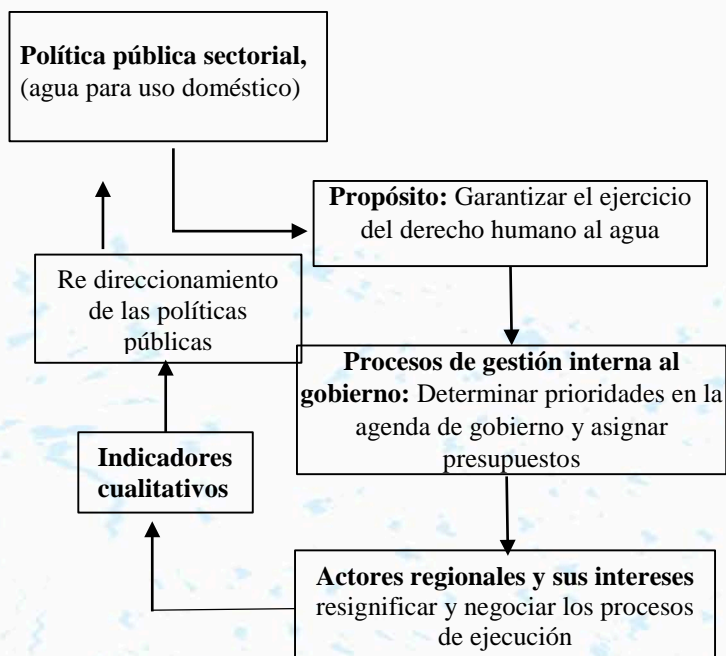 Política pública sectorial,
(agua para uso doméstico)
Propósito: Garantizar el ejercicio
del derecho humano al agua
Re direccionamiento
de las políticas
públicas
Procesos de gestión interna al
gobierno: Determinar prioridades en la
agenda de gobierno y asignar
presupuestos
Indicadores
cualitativos
Actores regionales y sus intereses
resignificar y negociar los procesos
de ejecución